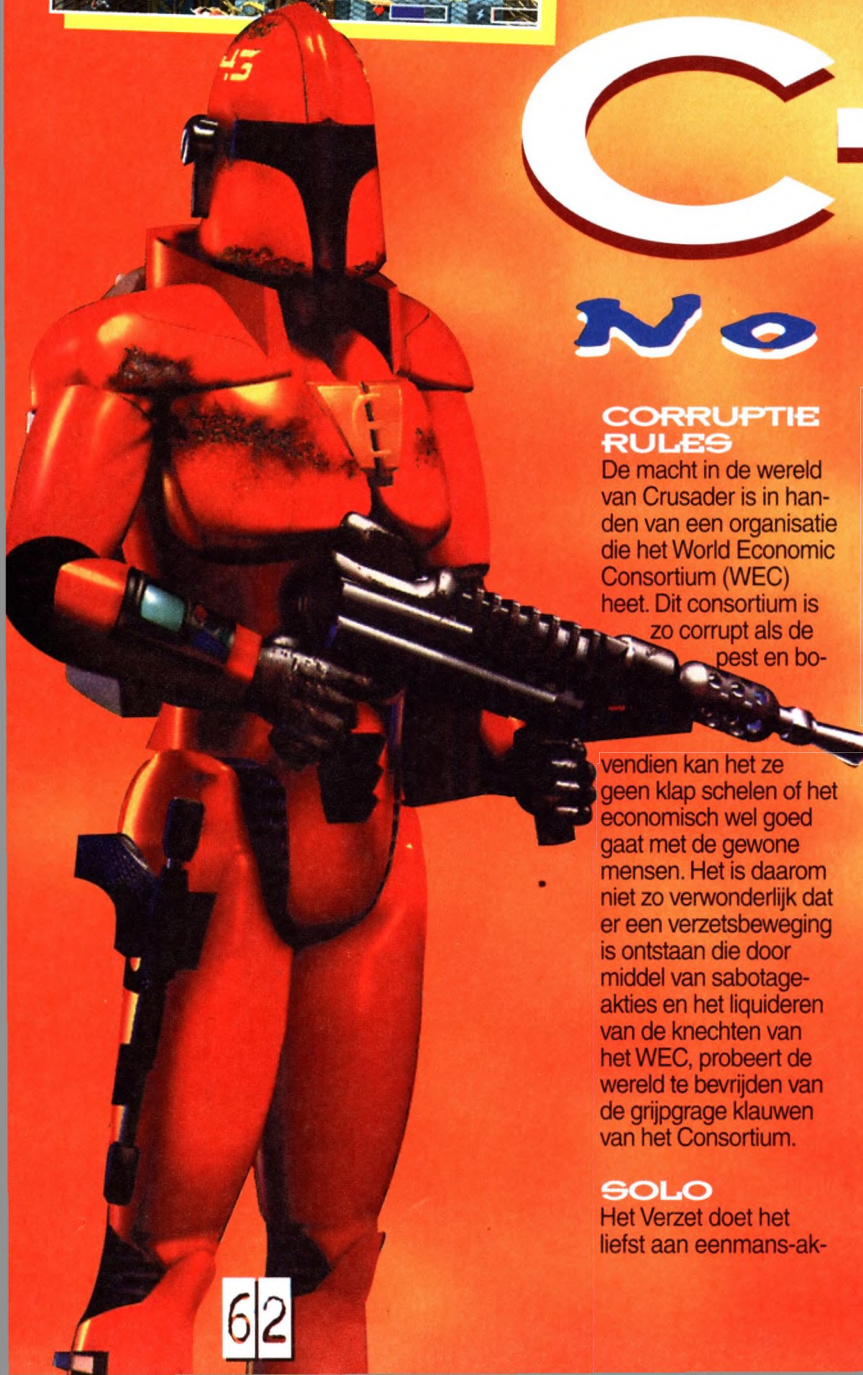 C
No
CORRUPTIE
RULES
De macht in de wereld
van Crusader is in han-
den van een organisatie
die het World Economic
Consortium (WEC)
heet. Dit consortium is
zo corrupt als de
pest en bo-
vendien kan het ze
geen klap schelen of het
economisch wel goed
gaat met de gewone
mensen. Het is daarom
niet zo verwonderlijk dat
er een verzetsbeweging
is ontstaan die door
middel van sabotage-
akties en het liquideren
van de knechten van
het WEC, probeert de
wereld te bevrijden van
de grijpgrage klauwen
van het Consortium.
SOLO
Het Verzet doet het
liefst aan eenmans-ak-
62